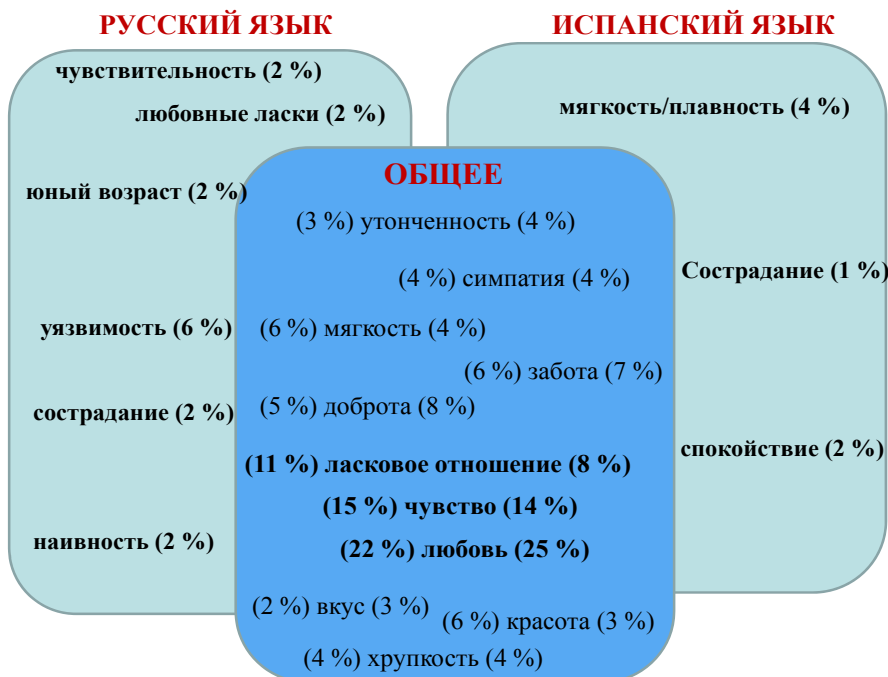 РУССКИЙ ЯЗЫК
чувствительность (2 %)
любовные ласки (2 %)
юный возраст (2 %)
уязвимость (6 %)
сострадание (2 %)
наивность (2 %)
ОБЩЕЕ
(3 %) утонченность (4 %)
(4 %) симпатия (4 %)
(6 %) мягкость (4 %)
(6 %) забота (7 %)
(5 %) доброта (8 %)
(11 %) ласковое отношение (8 %)
(15 %) чувство (14 %)
(22 %) любовь (25 %)
(2 %) вкус (3 %)
(6 %) красота (3 %)
(4 %) хрупкость (4 %)
ИСПАНСКИЙ ЯЗЫК
мягкость/плавность (4 %)
Сострадание (1 %)
спокойствие (2 %)